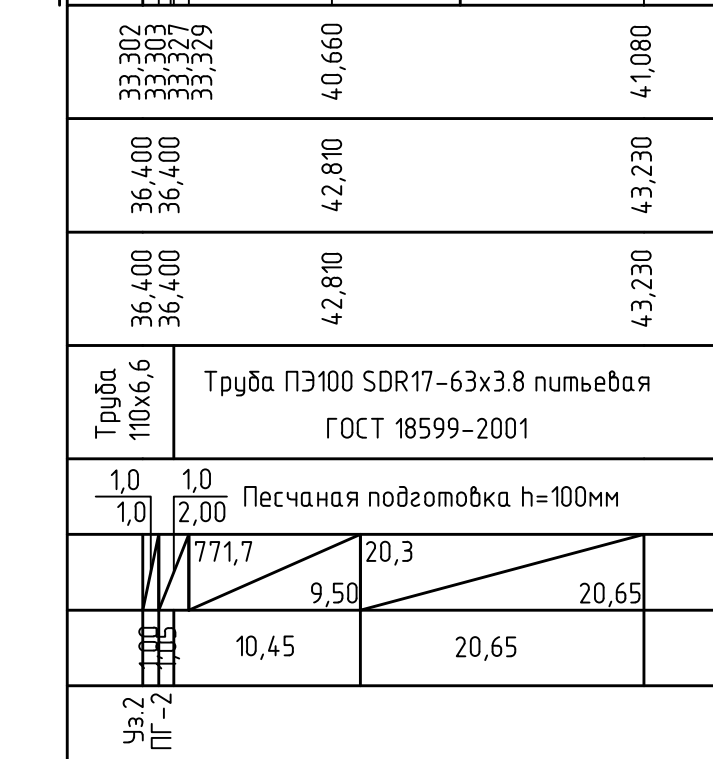 33,302 33,303 33,327 33,329 40,660 41,080
36,400 36,400 42,810 43,230
36,400 36,400 42,810 43,230
Труба
110х6,6
Труба ПЭ100 SDR17-63х3.8 питьевая
ГОСТ 18599-2001
1,0
1,0
1,0
2,00
Песчаная подготовка h=100мм
771,7 20,3
9,50 20,65
1,00 1,05 10,45 20,65
Уз.2
ПГ-2